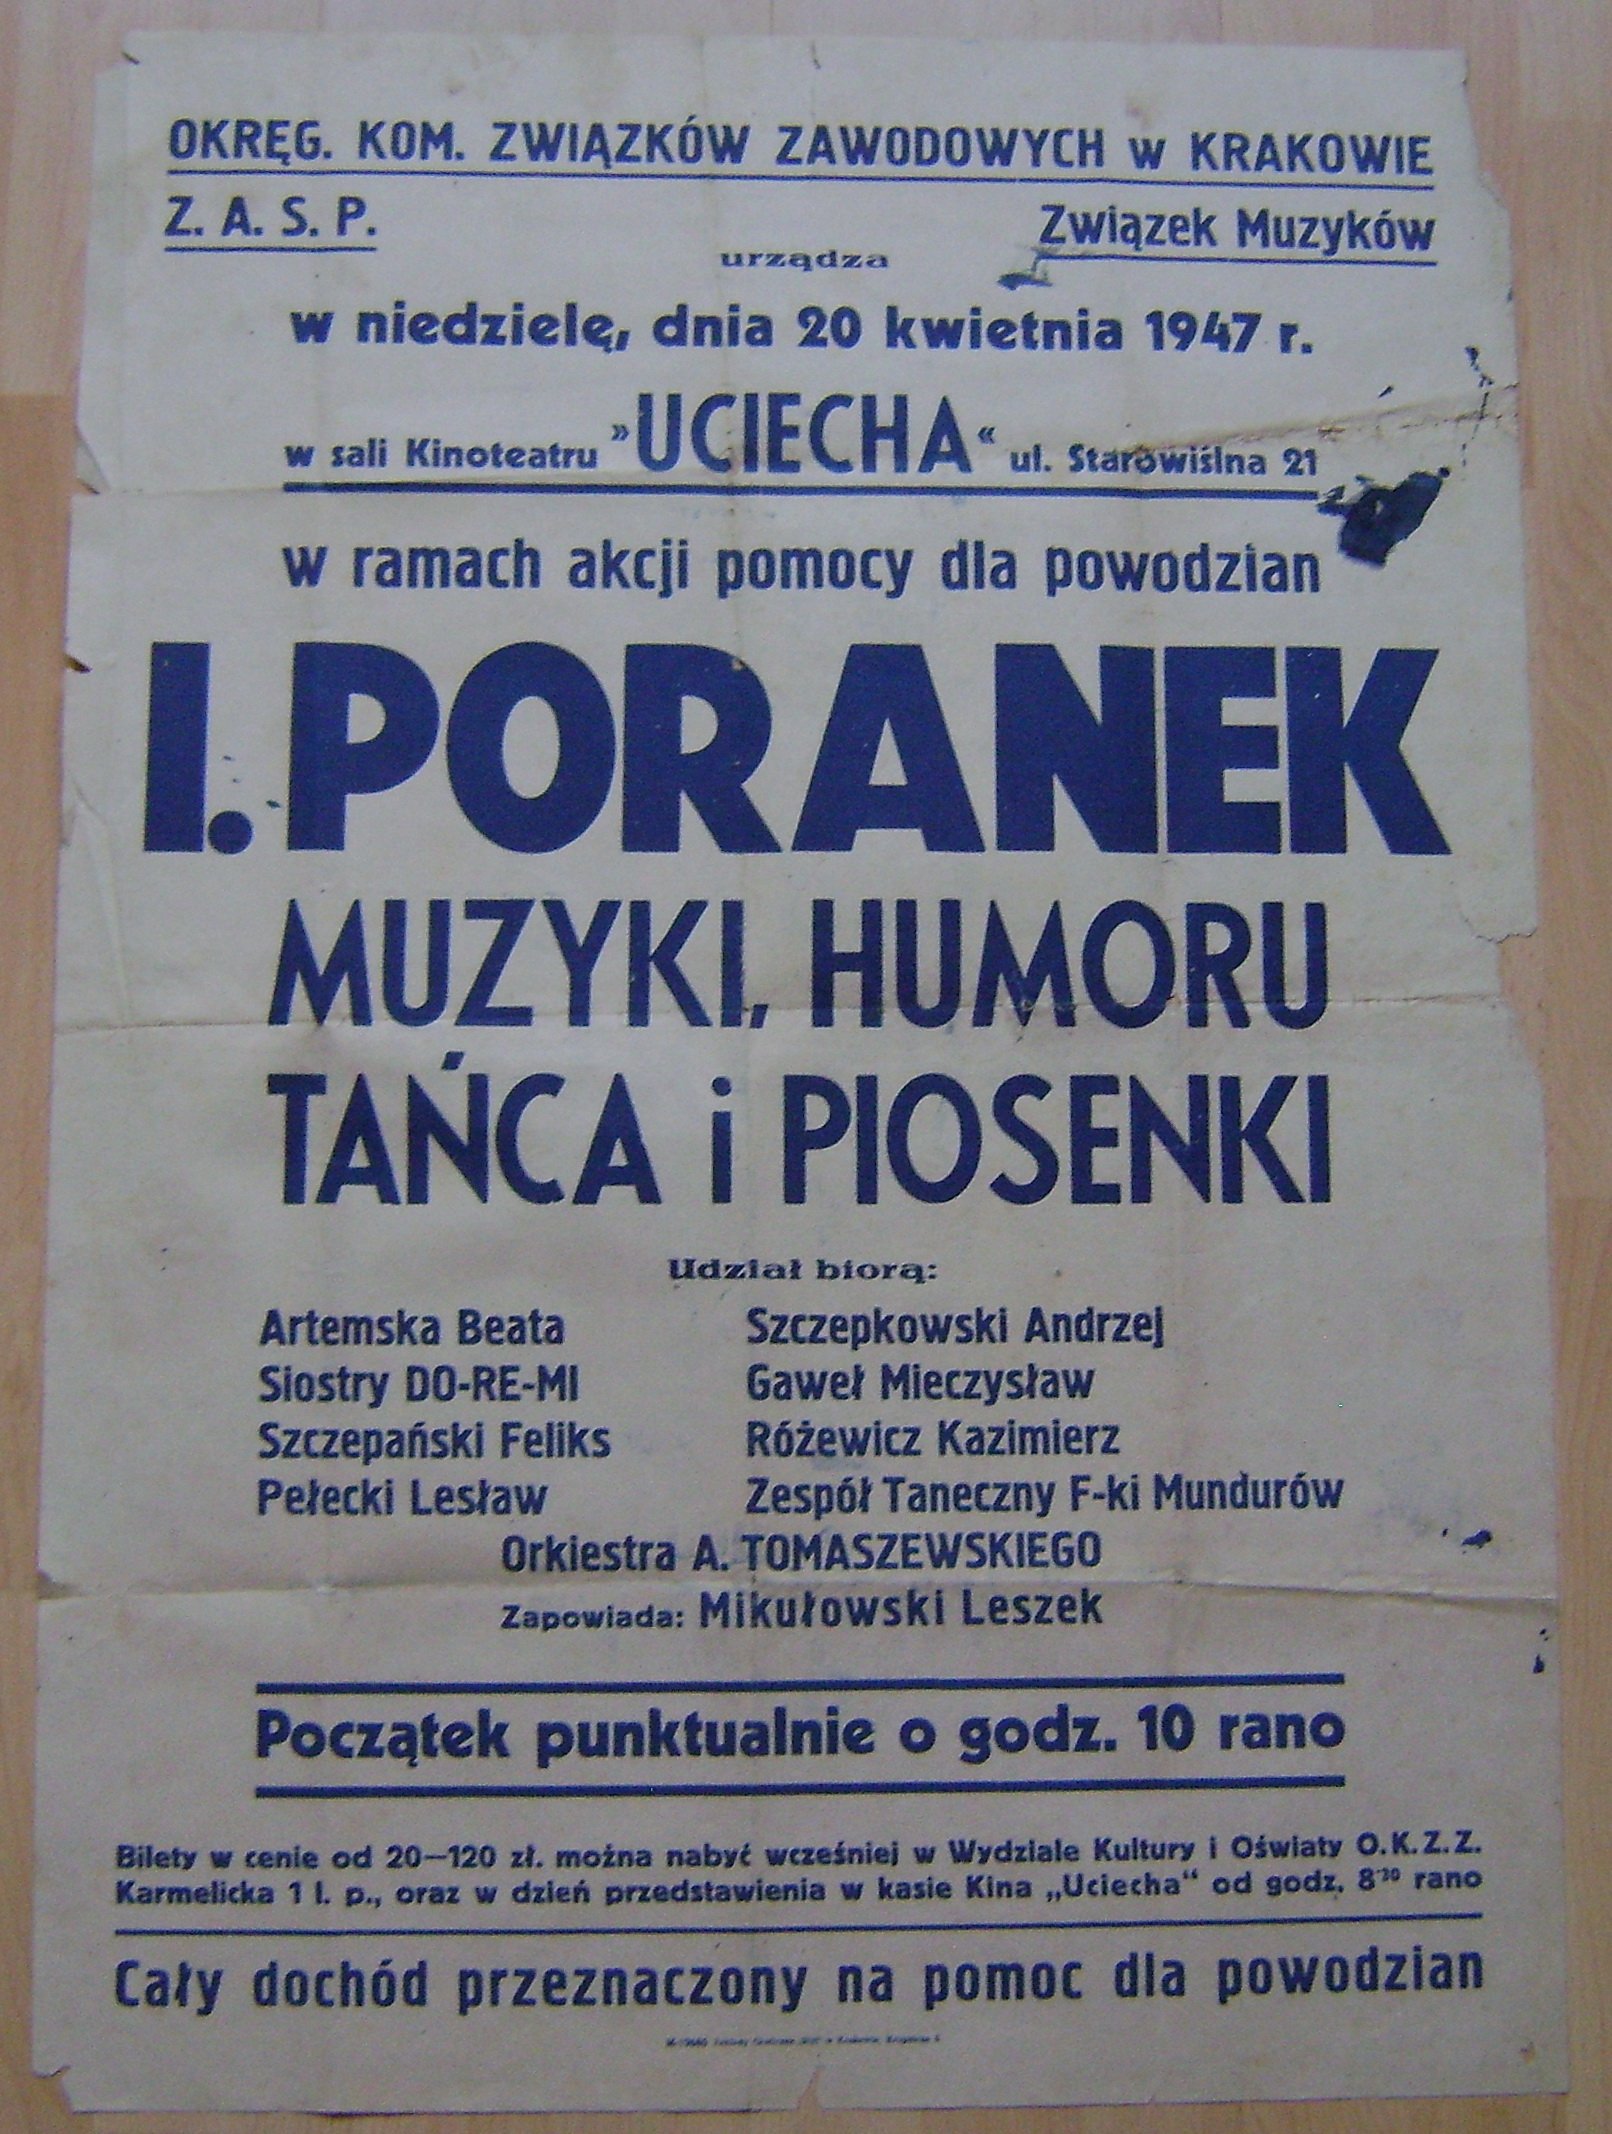 OKRĘG. KOM. ZWIĄZKÓW ZAWODOWYCH w KRAKOWIE
Z. A. S. P. Związek Muzyków
urządza
w niedzielę, dnia 20 kwietnia 1947 r.
w sali Kinoteatru »UCIECHA« ul. Starowiślna 21
w ramach akcji pomocy dla powodzian
I. PORANEK
MUZYKI, HUMORU
TAŃCA i PIOSENKI
Udział biorą:
Artemska Beata Szczepkowski Andrzej
Siostry DO-RE-MI Gaweł Mieczysław
Szczepański Feliks Różewicz Kazimierz
Pełecki Lesław Zespół Taneczny F-ki Mundurów
Orkiestra A. TOMASZEWSKIEGO
Zapowiada: Mikułowski Leszek
Początek punktualnie o godz. 10 rano
Bilety w cenie od 20—120 zł. można nabyć wcześniej w Wydziale Kultury i Oświaty O.K.Z.Z.
Karmelicka 1 I. p., oraz w dzień przedstawienia w kasie Kina „Uciecha“ od godz. 8³⁰ rano
Cały dochód przeznaczony na pomoc dla powodzian
w Krakowie